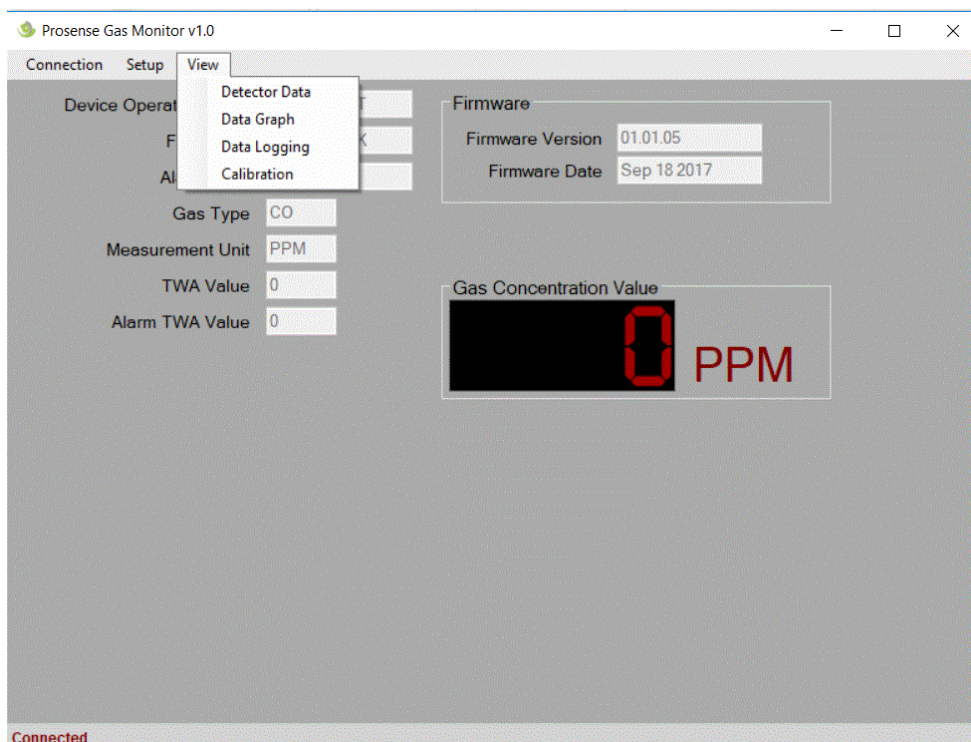 Prosense Gas Monitor v1.0
Connection Setup View
Detector Data
Data Graph
Data Logging
Calibration
Device Operat
F
Al
Gas Type CO
Measurement Unit PPM
TWA Value 0
Alarm TWA Value 0
Firmware
Firmware Version 01.01.05
Firmware Date Sep 18 2017
Gas Concentration Value
0 PPM
Connected